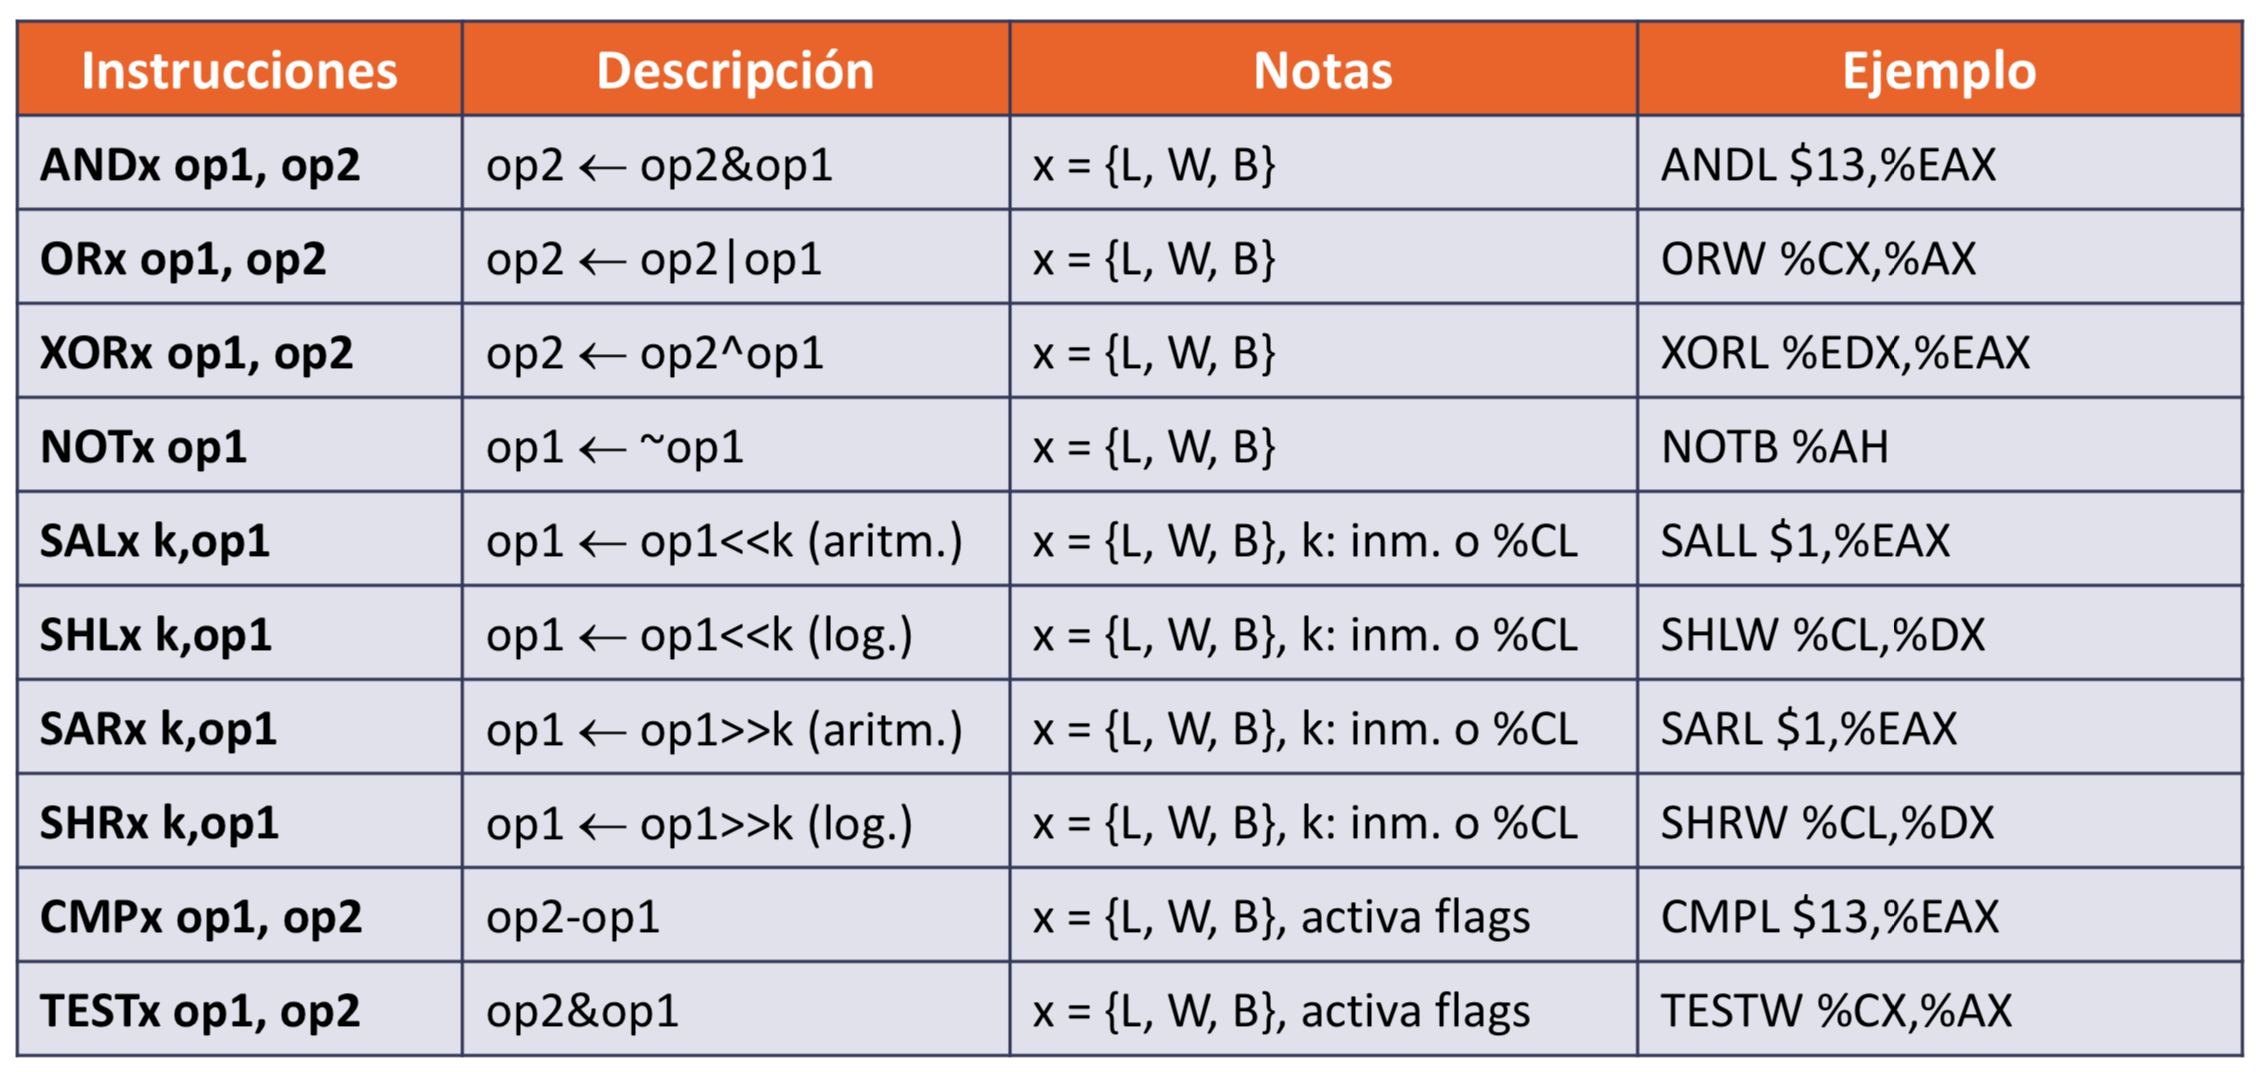 Instrucciones Descripción Notas Ejemplo
ANDx op1, op2 op2 ← op2&op1 x = {L, W, B} ANDL $13,%EAX
ORx op1, op2 op2 ← op2|op1 x = {L, W, B} ORW %CX,%AX
XORx op1, op2 op2 ← op2^op1 x = {L, W, B} XORL %EDX,%EAX
NOTx op1 op1 ← ~op1 x = {L, W, B} NOTB %AH
SALx k,op1 op1 ← op1<<k (aritm.) x = {L, W, B}, k: inm. o %CL SALL $1,%EAX
SHLx k,op1 op1 ← op1<<k (log.) x = {L, W, B}, k: inm. o %CL SHLW %CL,%DX
SARx k,op1 op1 ← op1>>k (aritm.) x = {L, W, B}, k: inm. o %CL SARL $1,%EAX
SHRx k,op1 op1 ← op1>>k (log.) x = {L, W, B}, k: inm. o %CL SHRW %CL,%DX
CMPx op1, op2 op2-op1 x = {L, W, B}, activa flags CMPL $13,%EAX
TESTx op1, op2 op2&op1 x = {L, W, B}, activa flags TESTW %CX,%AX